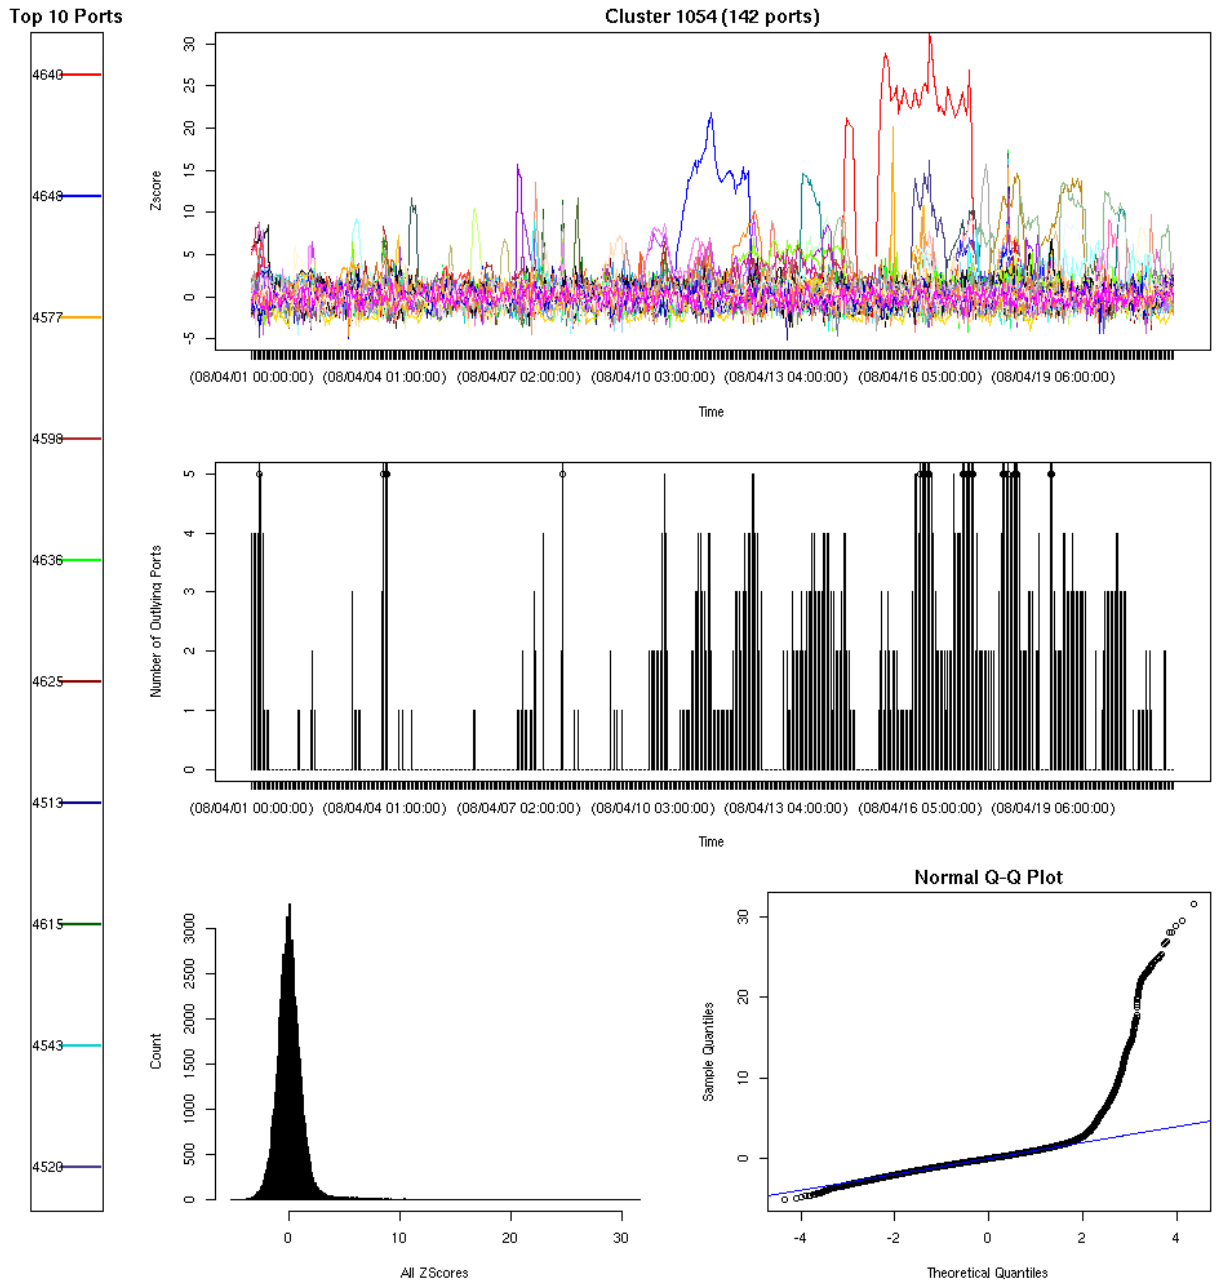 Top 10 Ports
4640
4648
4577
4598
4636
4625
4513
4615
4543
4520
Cluster 1054 (142 ports)
Zscore
30
25
20
15
10
5
0
-5
(08/04/01 00:00:00) (08/04/04 01:00:00) (08/04/07 02:00:00) (08/04/10 03:00:00) (08/04/13 04:00:00) (08/04/16 05:00:00) (08/04/19 06:00:00)
Time
Number of Outlying Ports
5
4
3
2
1
0
(08/04/01 00:00:00) (08/04/04 01:00:00) (08/04/07 02:00:00) (08/04/10 03:00:00) (08/04/13 04:00:00) (08/04/16 05:00:00) (08/04/19 06:00:00)
Time
Count
3000
2500
2000
1500
1000
500
0
0 10 20 30
All ZScores
Normal Q-Q Plot
Sample Quantiles
30
20
10
0
-4 -2 0 2 4
Theoretical Quantiles